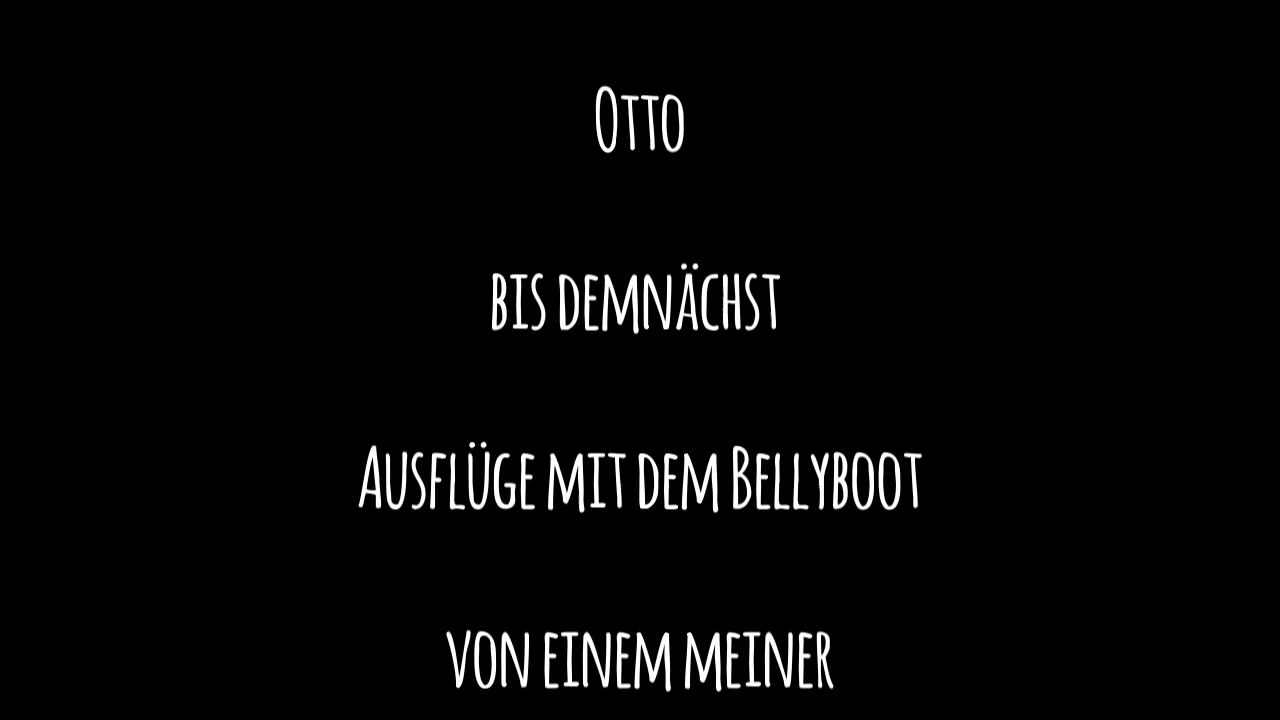 Otto
bis demnächst
Ausflüge mit dem Bellyboot
von einem meiner